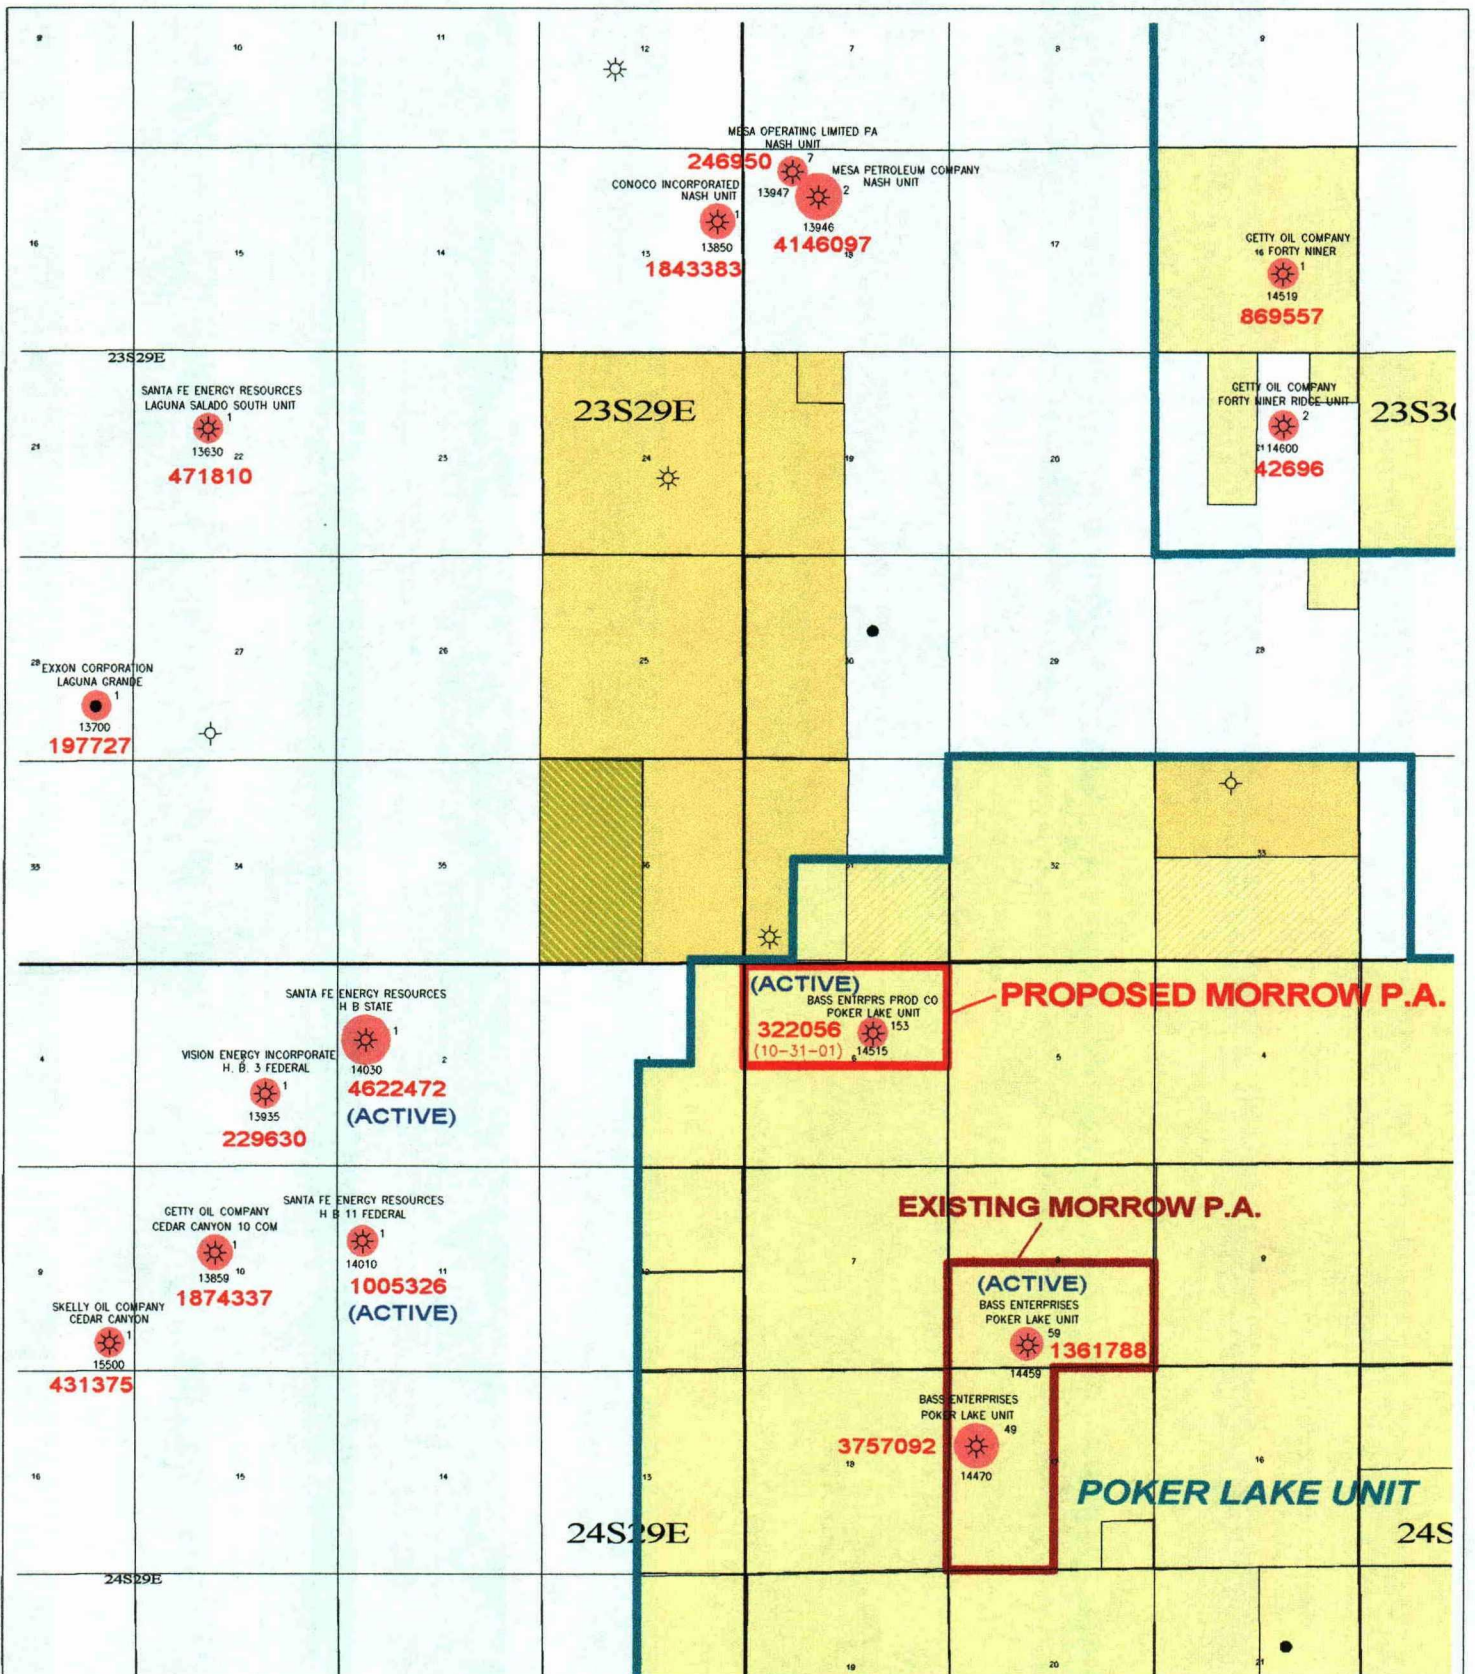 9
10
11
12
7
8
9
MESA OPERATING LIMITED PA
NASH UNIT
246950
7
13947
MESA PETROLEUM COMPANY
NASH UNIT
2
13946
4146097
CONOCO INCORPORATED
NASH UNIT
1
13850
1843383
16
15
14
13
18
17
GETTY OIL COMPANY
16 FORTY NINER
1
14519
869557
23S29E
SANTA FE ENERGY RESOURCES
LAGUNA SALADO SOUTH UNIT
1
13630
471810
21
22
23
23S29E
24
19
20
GETTY OIL COMPANY
FORTY NINER RIDGE UNIT
2
21 14600
42696
23S30
28
EXXON CORPORATION
LAGUNA GRANDE
1
13700
197727
27
26
25
30
29
28
33
34
35
36
31
32
33
SANTA FE ENERGY RESOURCES
H B STATE
1
14030
4622472
(ACTIVE)
VISION ENERGY INCORPORATE
H. B. 3 FEDERAL
1
13935
229630
4
3
2
1
(ACTIVE)
BASS ENTRPRS PROD CO
POKER LAKE UNIT
322056
153
(10-31-01)
14515
6
PROPOSED MORROW P.A.
5
4
GETTY OIL COMPANY
CEDAR CANYON 10 COM
1
13859
10
1874337
SANTA FE ENERGY RESOURCES
H B 11 FEDERAL
1
14010
11
1005326
(ACTIVE)
9
SKELLY OIL COMPANY
CEDAR CANYON
1
15500
431375
12
7
EXISTING MORROW P.A.
8
9
(ACTIVE)
BASS ENTERPRISES
POKER LAKE UNIT
59
1361788
14459
BASS ENTERPRISES
POKER LAKE UNIT
49
3757092
14470
16
15
14
13
18
17
16
POKER LAKE UNIT
24S29E
24S
24S29E
19
20
21